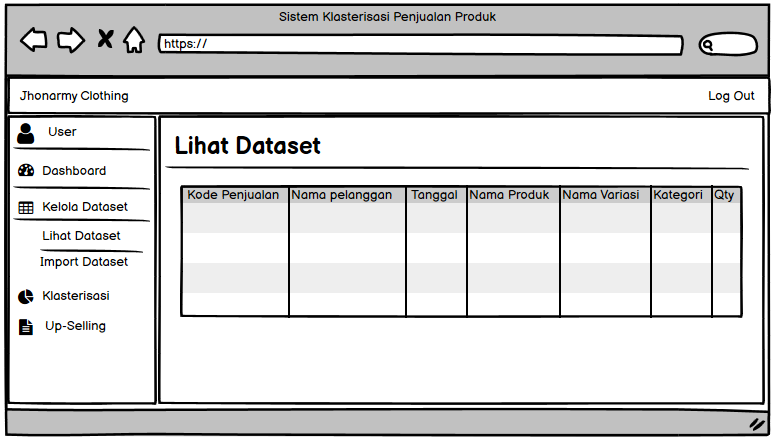 Sistem Klasterisasi Penjualan Produk
https://
Jhonarmy Clothing
Log Out
User
Dashboard
Kelola Dataset
Lihat Dataset
Import Dataset
Klasterisasi
Up-Selling
Lihat Dataset
Kode Penjualan Nama pelanggan Tanggal Nama Produk Nama Variasi Kategori Qty